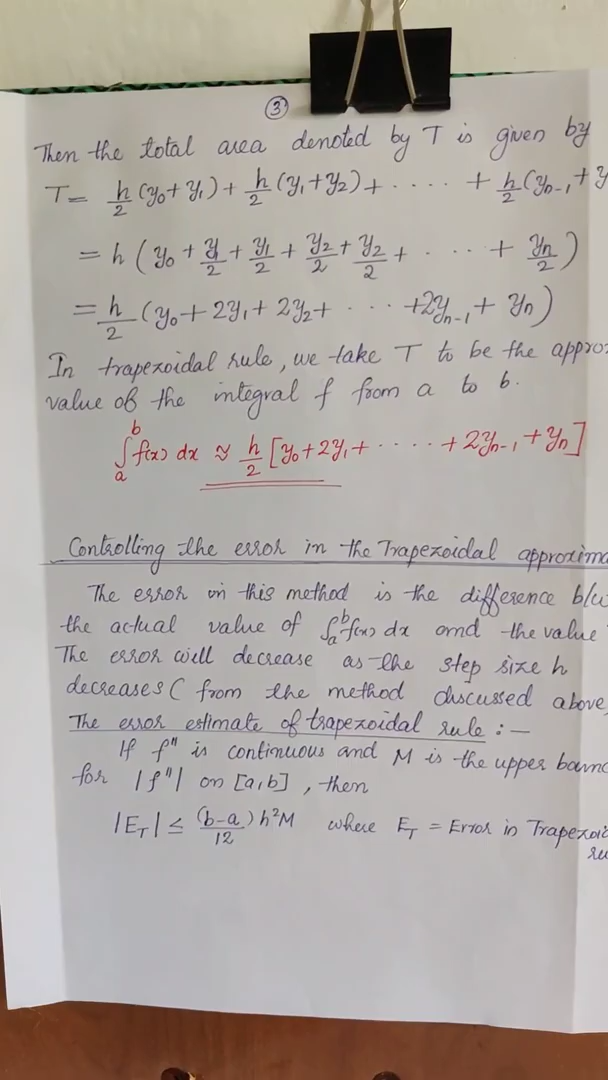 ③
Then the total area denoted by T is given by
T = h/2 (y₀ + y₁) + h/2 (y₁ + y₂) + . . . . . + h/2 (yₙ₋₁ + y
= h (y₀ + y₁/2 + y₁/2 + y₂/2 + y₂/2 + . . . + yₙ/2)
= h/2 (y₀ + 2y₁ + 2y₂ + . . . + 2yₙ₋₁ + yₙ)
In trapezoidal rule, we take T to be the appro
value of the integral f from a to b.
∫ₐᵇ f(x) dx ≈ h/2 [y₀ + 2y₁ + . . . . . + 2yₙ₋₁ + yₙ]
Controlling the error in the Trapezoidal approxima
The error in this method is the difference b/w
the actual value of ∫ₐᵇ f(x) dx and the value
The error will decrease as the step size h
decreases ( from the method discussed above
The error estimate of trapezoidal rule : —
If f" is continuous and M is the upper boun
for |f"| on [a,b] , then
|E_T| ≤ (b-a)/12 h²M where E_T = Error in Trapezoi
ru